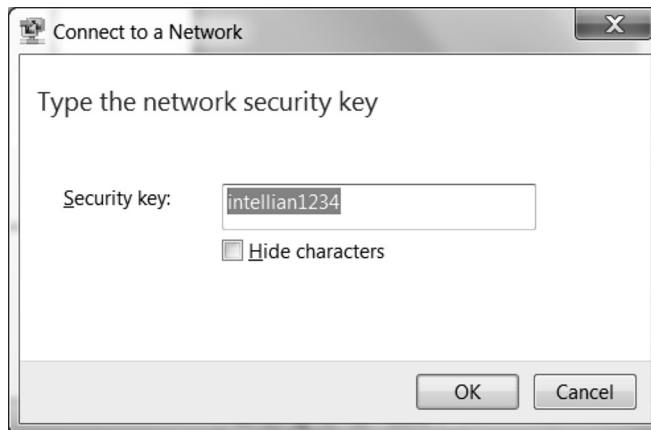 Connect to a Network
Type the network security key
Security key: intellian1234
Hide characters
OK Cancel